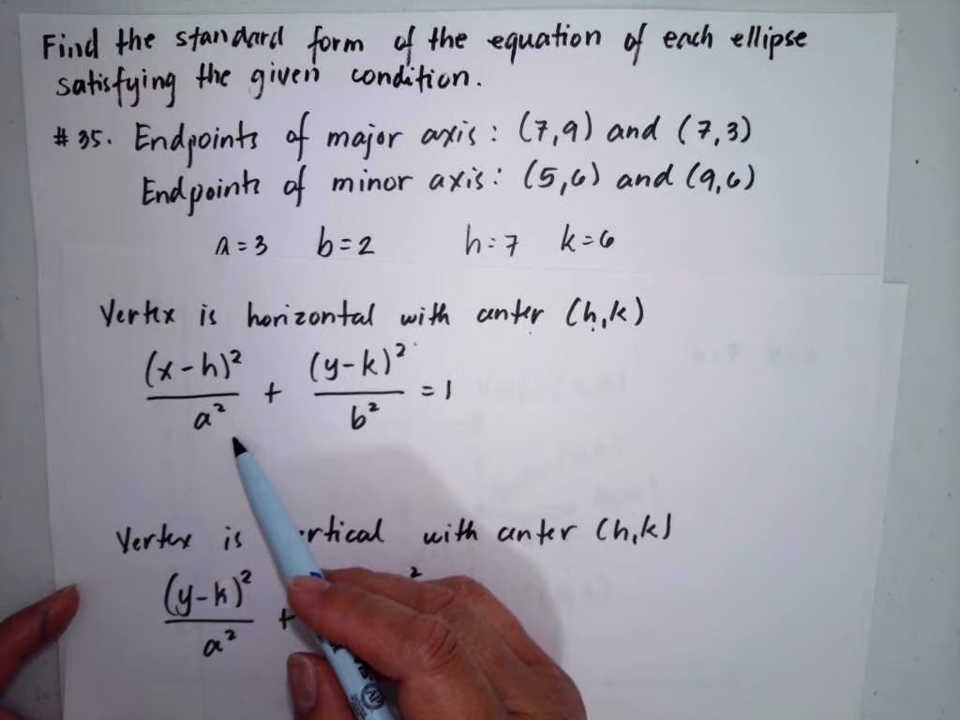 Find the standard form of the equation of each ellipse
satisfying the given condition.
#35. Endpoints of major axis: (7,9) and (7,3)
Endpoints of minor axis: (5,6) and (9,6)
a=3 b=2 h=7 k=6
Vertex is horizontal with center (h,k)
(x-h)² / a² + (y-k)² / b² = 1
Vertex is with center (h,k)
(y-k)² / a² + ²